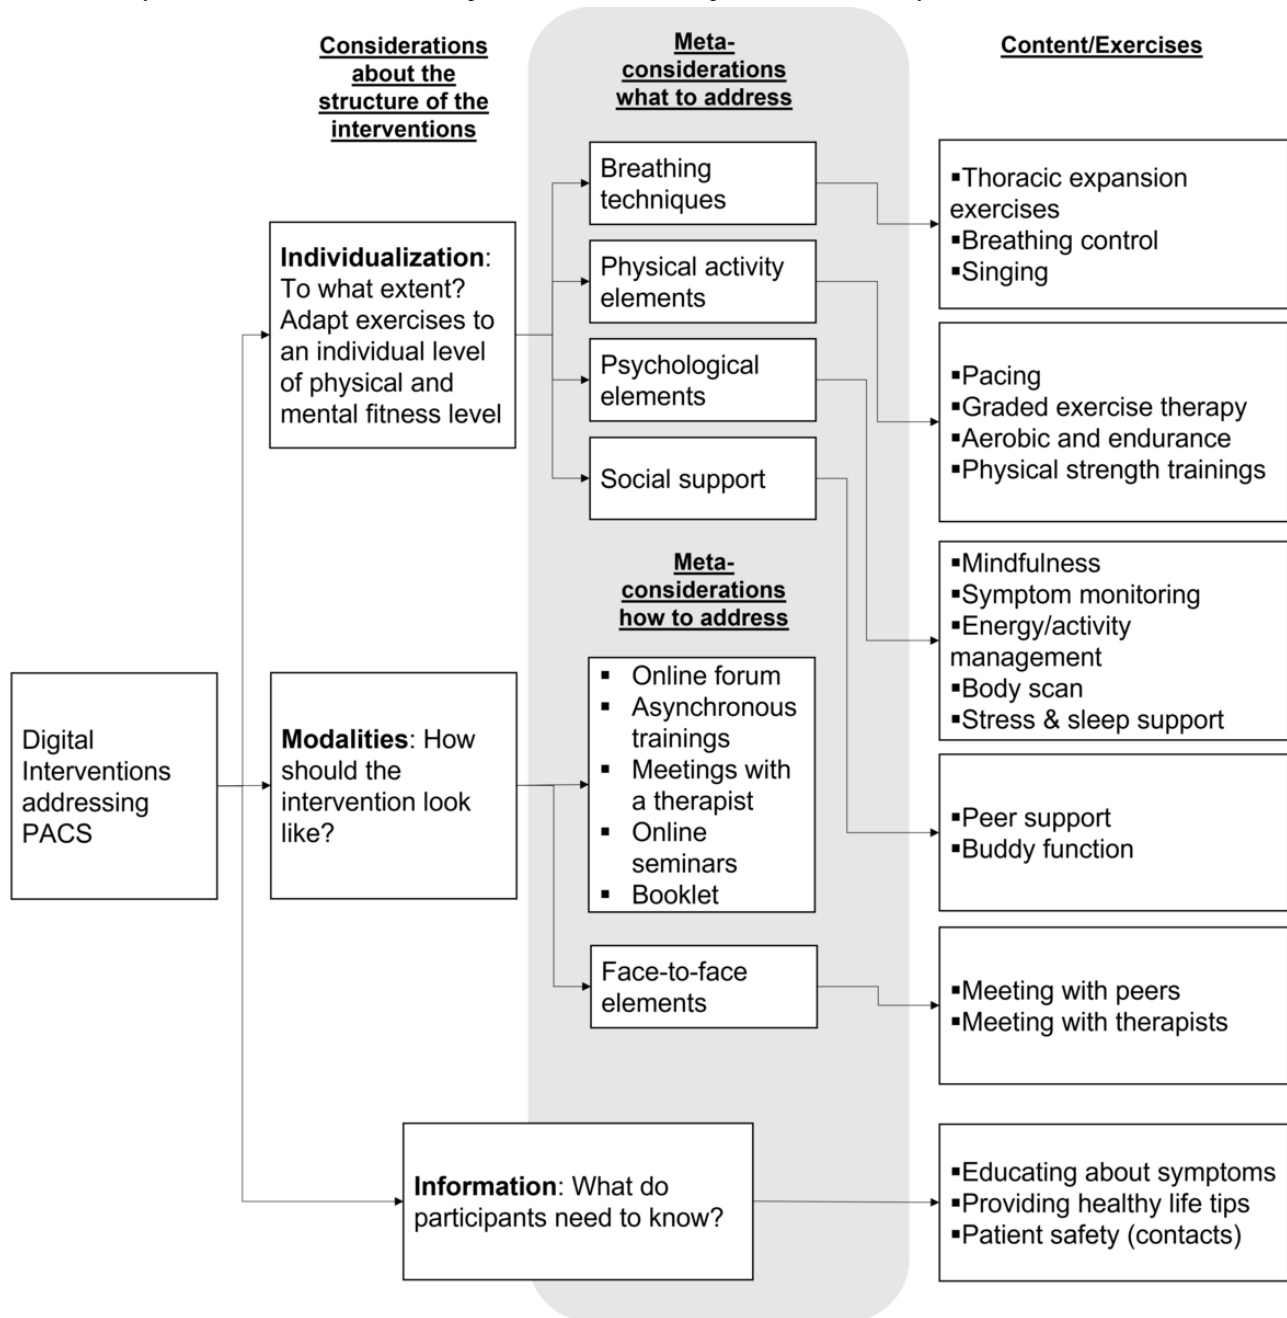 Considerations
about the
structure of the
interventions
Meta-
considerations
what to address
Content/Exercises
Individualization:
To what extent?
Adapt exercises to
an individual level
of physical and
mental fitness level
Breathing
techniques
Physical activity
elements
Psychological
elements
Social support
▪Thoracic expansion
exercises
▪Breathing control
▪Singing
▪Pacing
▪Graded exercise therapy
▪Aerobic and endurance
▪Physical strength trainings
▪Mindfulness
▪Symptom monitoring
▪Energy/activity
management
▪Body scan
▪Stress & sleep support
Meta-
considerations
how to address
Digital
Interventions
addressing
PACS
Modalities: How
should the
intervention look
like?
▪ Online forum
▪ Asynchronous
trainings
▪ Meetings with
a therapist
▪ Online
seminars
▪ Booklet
▪Peer support
▪Buddy function
Face-to-face
elements
▪Meeting with peers
▪Meeting with therapists
Information: What do
participants need to know?
▪Educating about symptoms
▪Providing healthy life tips
▪Patient safety (contacts)